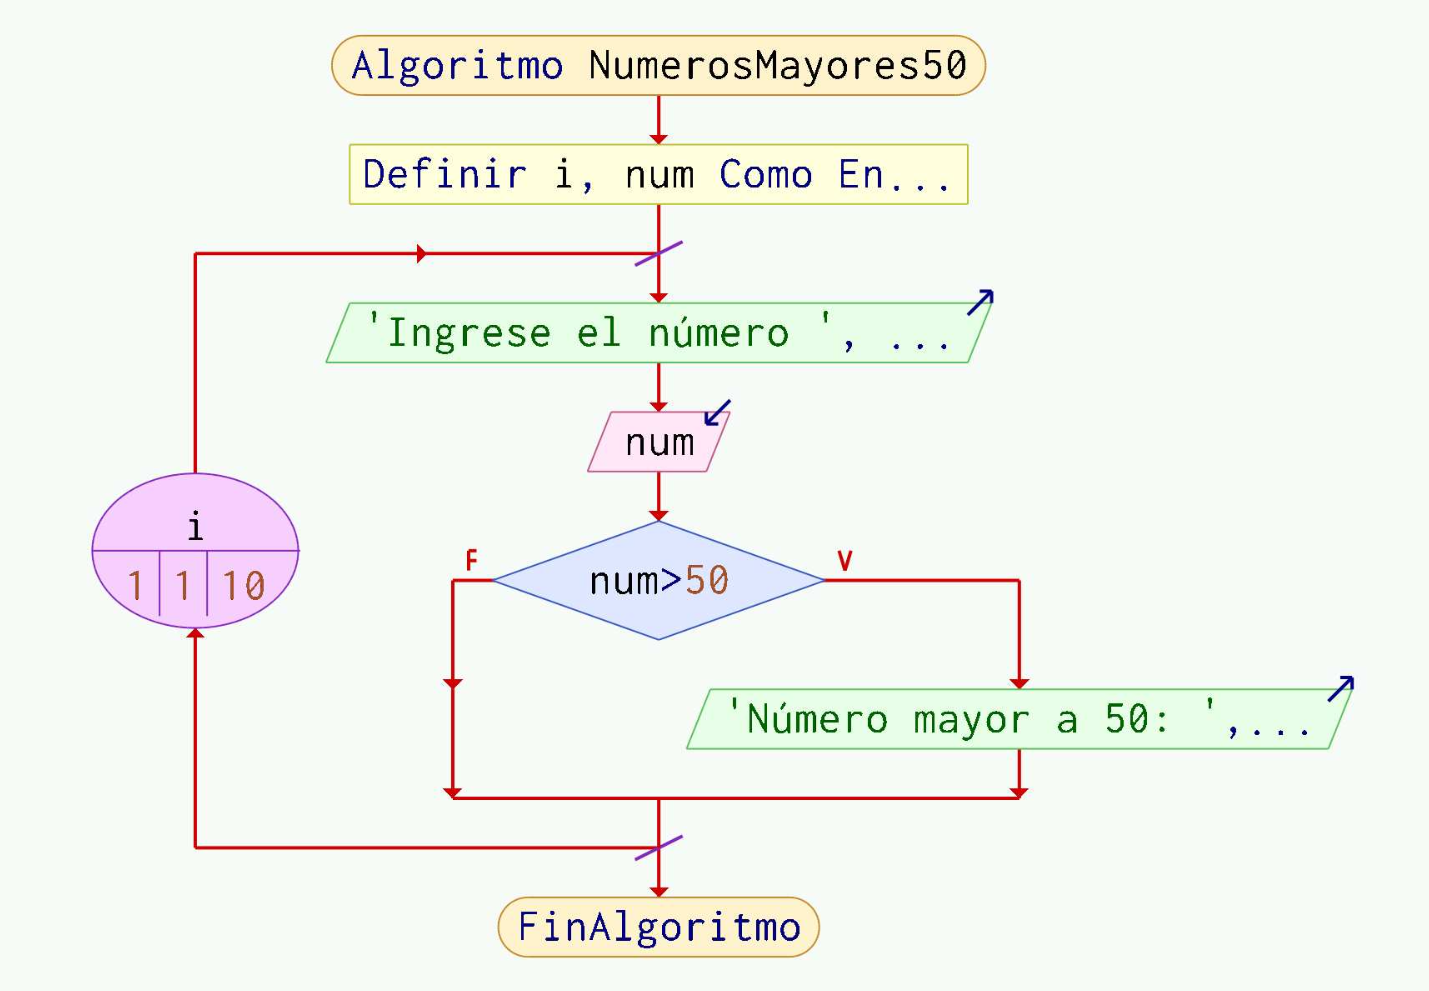 Algoritmo NumerosMayores50
Definir i, num Como En...
'Ingrese el número ', ...
num
i
1 1 10
F
num>50
V
'Número mayor a 50: ',...
FinAlgoritmo